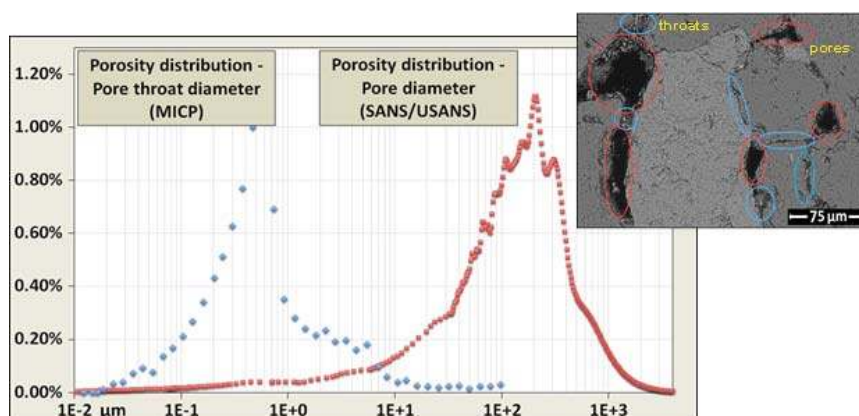 throats
pores
75 µm
Porosity distribution -
Pore throat diameter
(MICP)
Porosity distribution -
Pore diameter
(SANS/USANS)
1.20%
1.00%
0.80%
0.60%
0.40%
0.20%
0.00%
1E-2 µm 1E-1 1E+0 1E+1 1E+2 1E+3